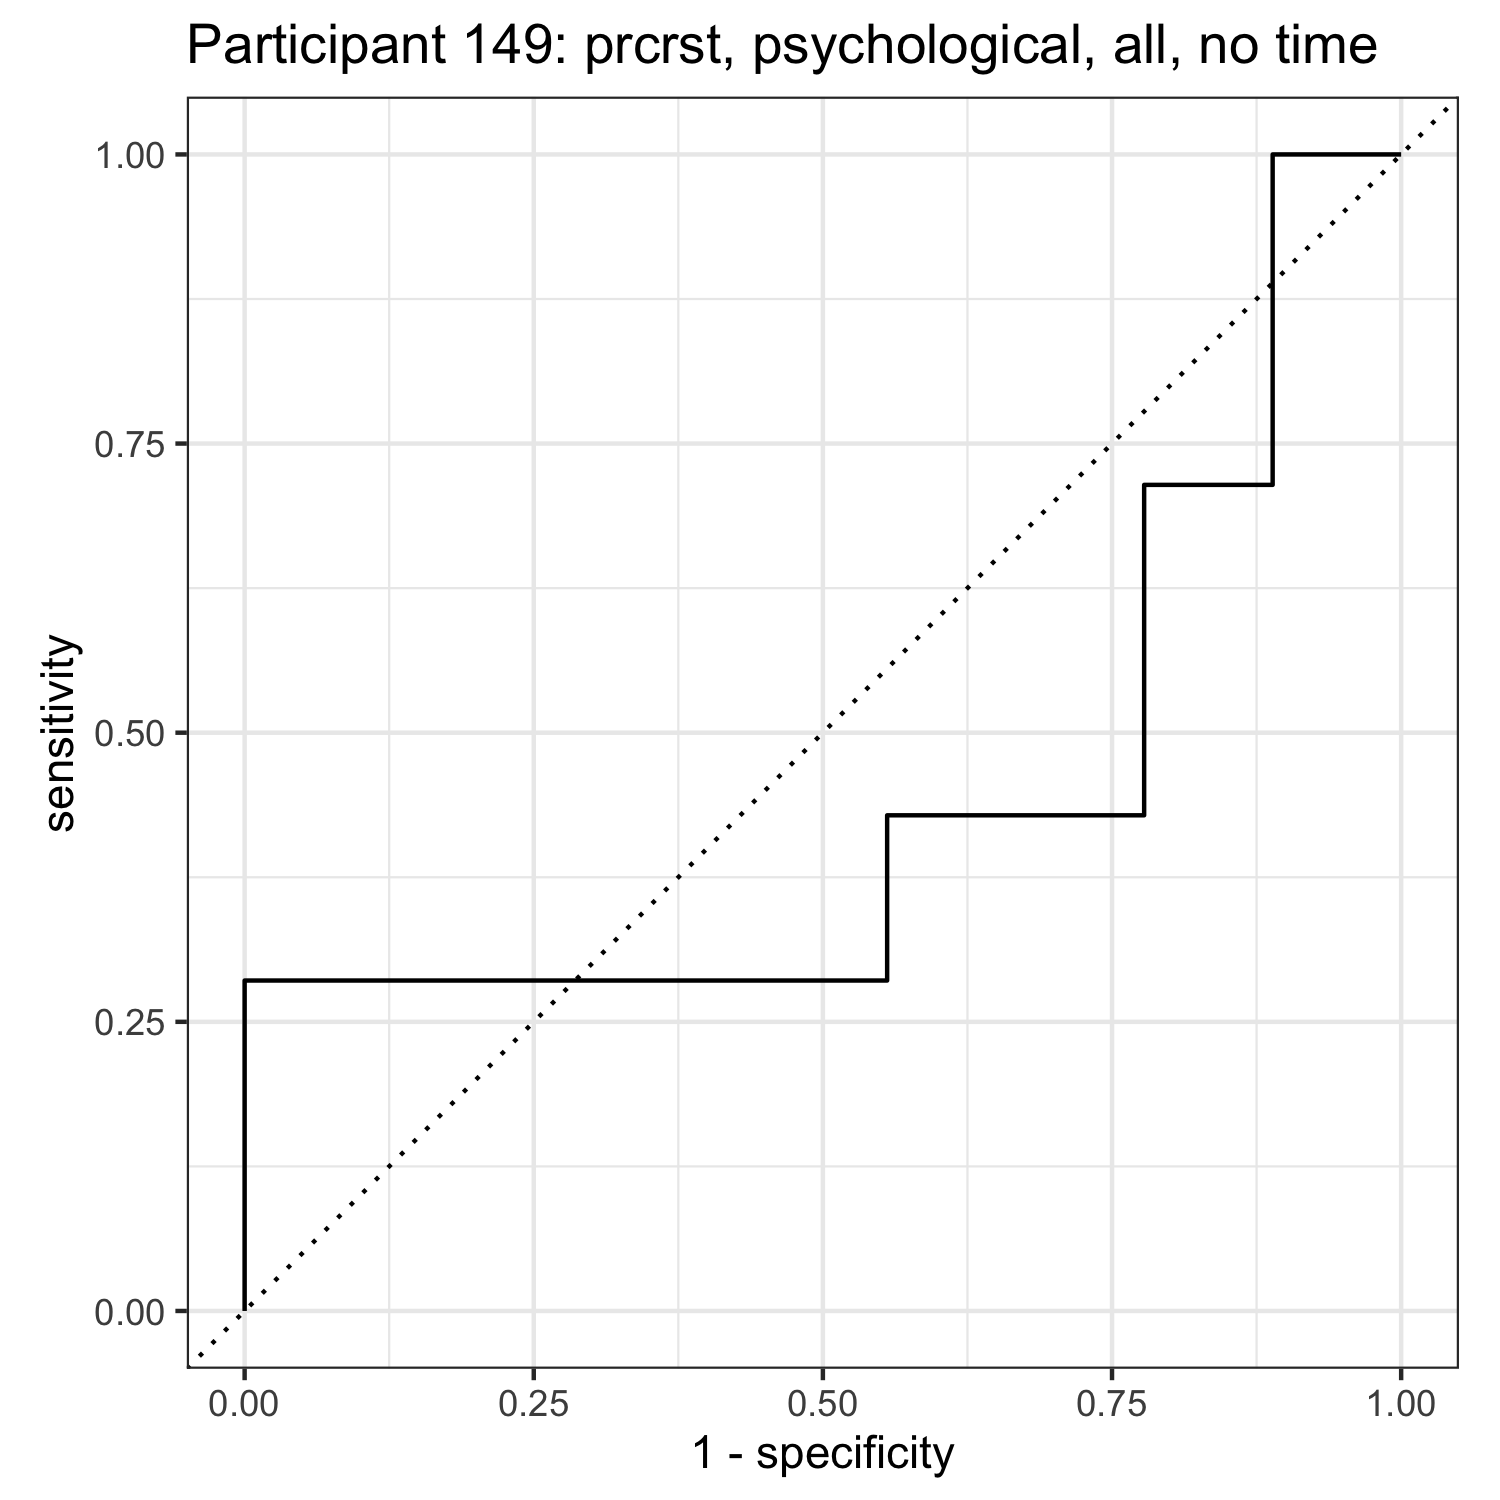 Participant 149: prcrst, psychological, all, no time
sensitivity
1.00
0.75
0.50
0.25
0.00
0.00 0.25 0.50 0.75 1.00
1 - specificity